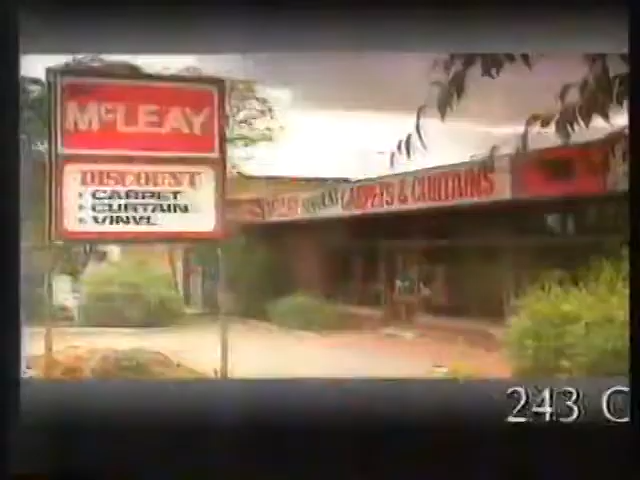 McLEAY
DISCOUNT
CARPET
CURTAIN
VINYL
CARPETS & CURTAINS
243 C